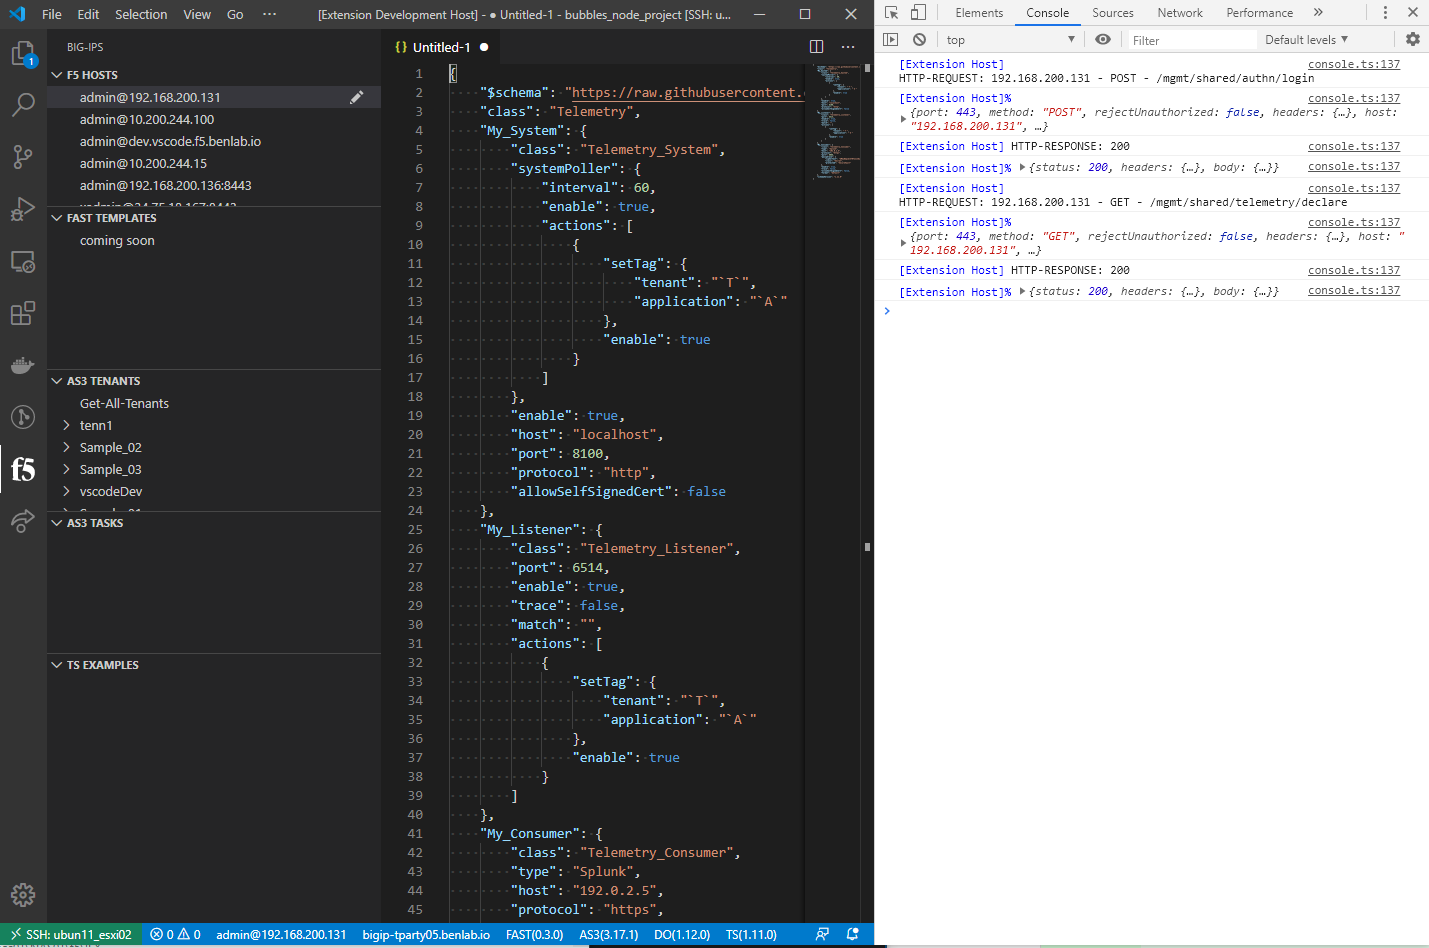 File Edit Selection View Go ··· [Extension Development Host] - ● Untitled-1 - bubbles_node_project [SSH: u...
1
BIG-IPS
F5 HOSTS
admin@192.168.200.131
admin@10.200.244.100
admin@dev.vscode.f5.benlab.io
admin@10.200.244.15
admin@192.168.200.136:8443
FAST TEMPLATES
coming soon
AS3 TENANTS
Get-All-Tenants
tenn1
Sample_02
Sample_03
vscodeDev
AS3 TASKS
TS EXAMPLES
f5
{} Untitled-1 ●
1 {
2 "$schema": "https://raw.githubusercontent.
3 "class": "Telemetry",
4 "My_System": {
5 "class": "Telemetry_System",
6 "systemPoller": {
7 "interval": 60,
8 "enable": true,
9 "actions": [
10 {
11 "setTag": {
12 "tenant": "`T`",
13 "application": "`A`"
14 },
15 "enable": true
16 }
17 ]
18 },
19 "enable": true,
20 "host": "localhost",
21 "port": 8100,
22 "protocol": "http",
23 "allowSelfSignedCert": false
24 },
25 "My_Listener": {
26 "class": "Telemetry_Listener",
27 "port": 6514,
28 "enable": true,
29 "trace": false,
30 "match": "",
31 "actions": [
32 {
33 "setTag": {
34 "tenant": "`T`",
35 "application": "`A`"
36 },
37 "enable": true
38 }
39 ]
40 },
41 "My_Consumer": {
42 "class": "Telemetry_Consumer",
43 "type": "Splunk",
44 "host": "192.0.2.5",
45 "protocol": "https",
SSH: ubun11_esxi02 0 0 admin@192.168.200.131 bigip-tparty05.benlab.io FAST(0.3.0) AS3(3.17.1) DO(1.12.0) TS(1.11.0)
Elements Console Sources Network Performance »
top Filter Default levels
[Extension Host] console.ts:137
HTTP-REQUEST: 192.168.200.131 - POST - /mgmt/shared/authn/login
[Extension Host]% console.ts:137
{port: 443, method: "POST", rejectUnauthorized: false, headers: {…}, host:
"192.168.200.131", …}
[Extension Host] HTTP-RESPONSE: 200 console.ts:137
[Extension Host]% {status: 200, headers: {…}, body: {…}} console.ts:137
[Extension Host] console.ts:137
HTTP-REQUEST: 192.168.200.131 - GET - /mgmt/shared/telemetry/declare
[Extension Host]% console.ts:137
{port: 443, method: "GET", rejectUnauthorized: false, headers: {…}, host: "
192.168.200.131", …}
[Extension Host] HTTP-RESPONSE: 200 console.ts:137
[Extension Host]% {status: 200, headers: {…}, body: {…}} console.ts:137